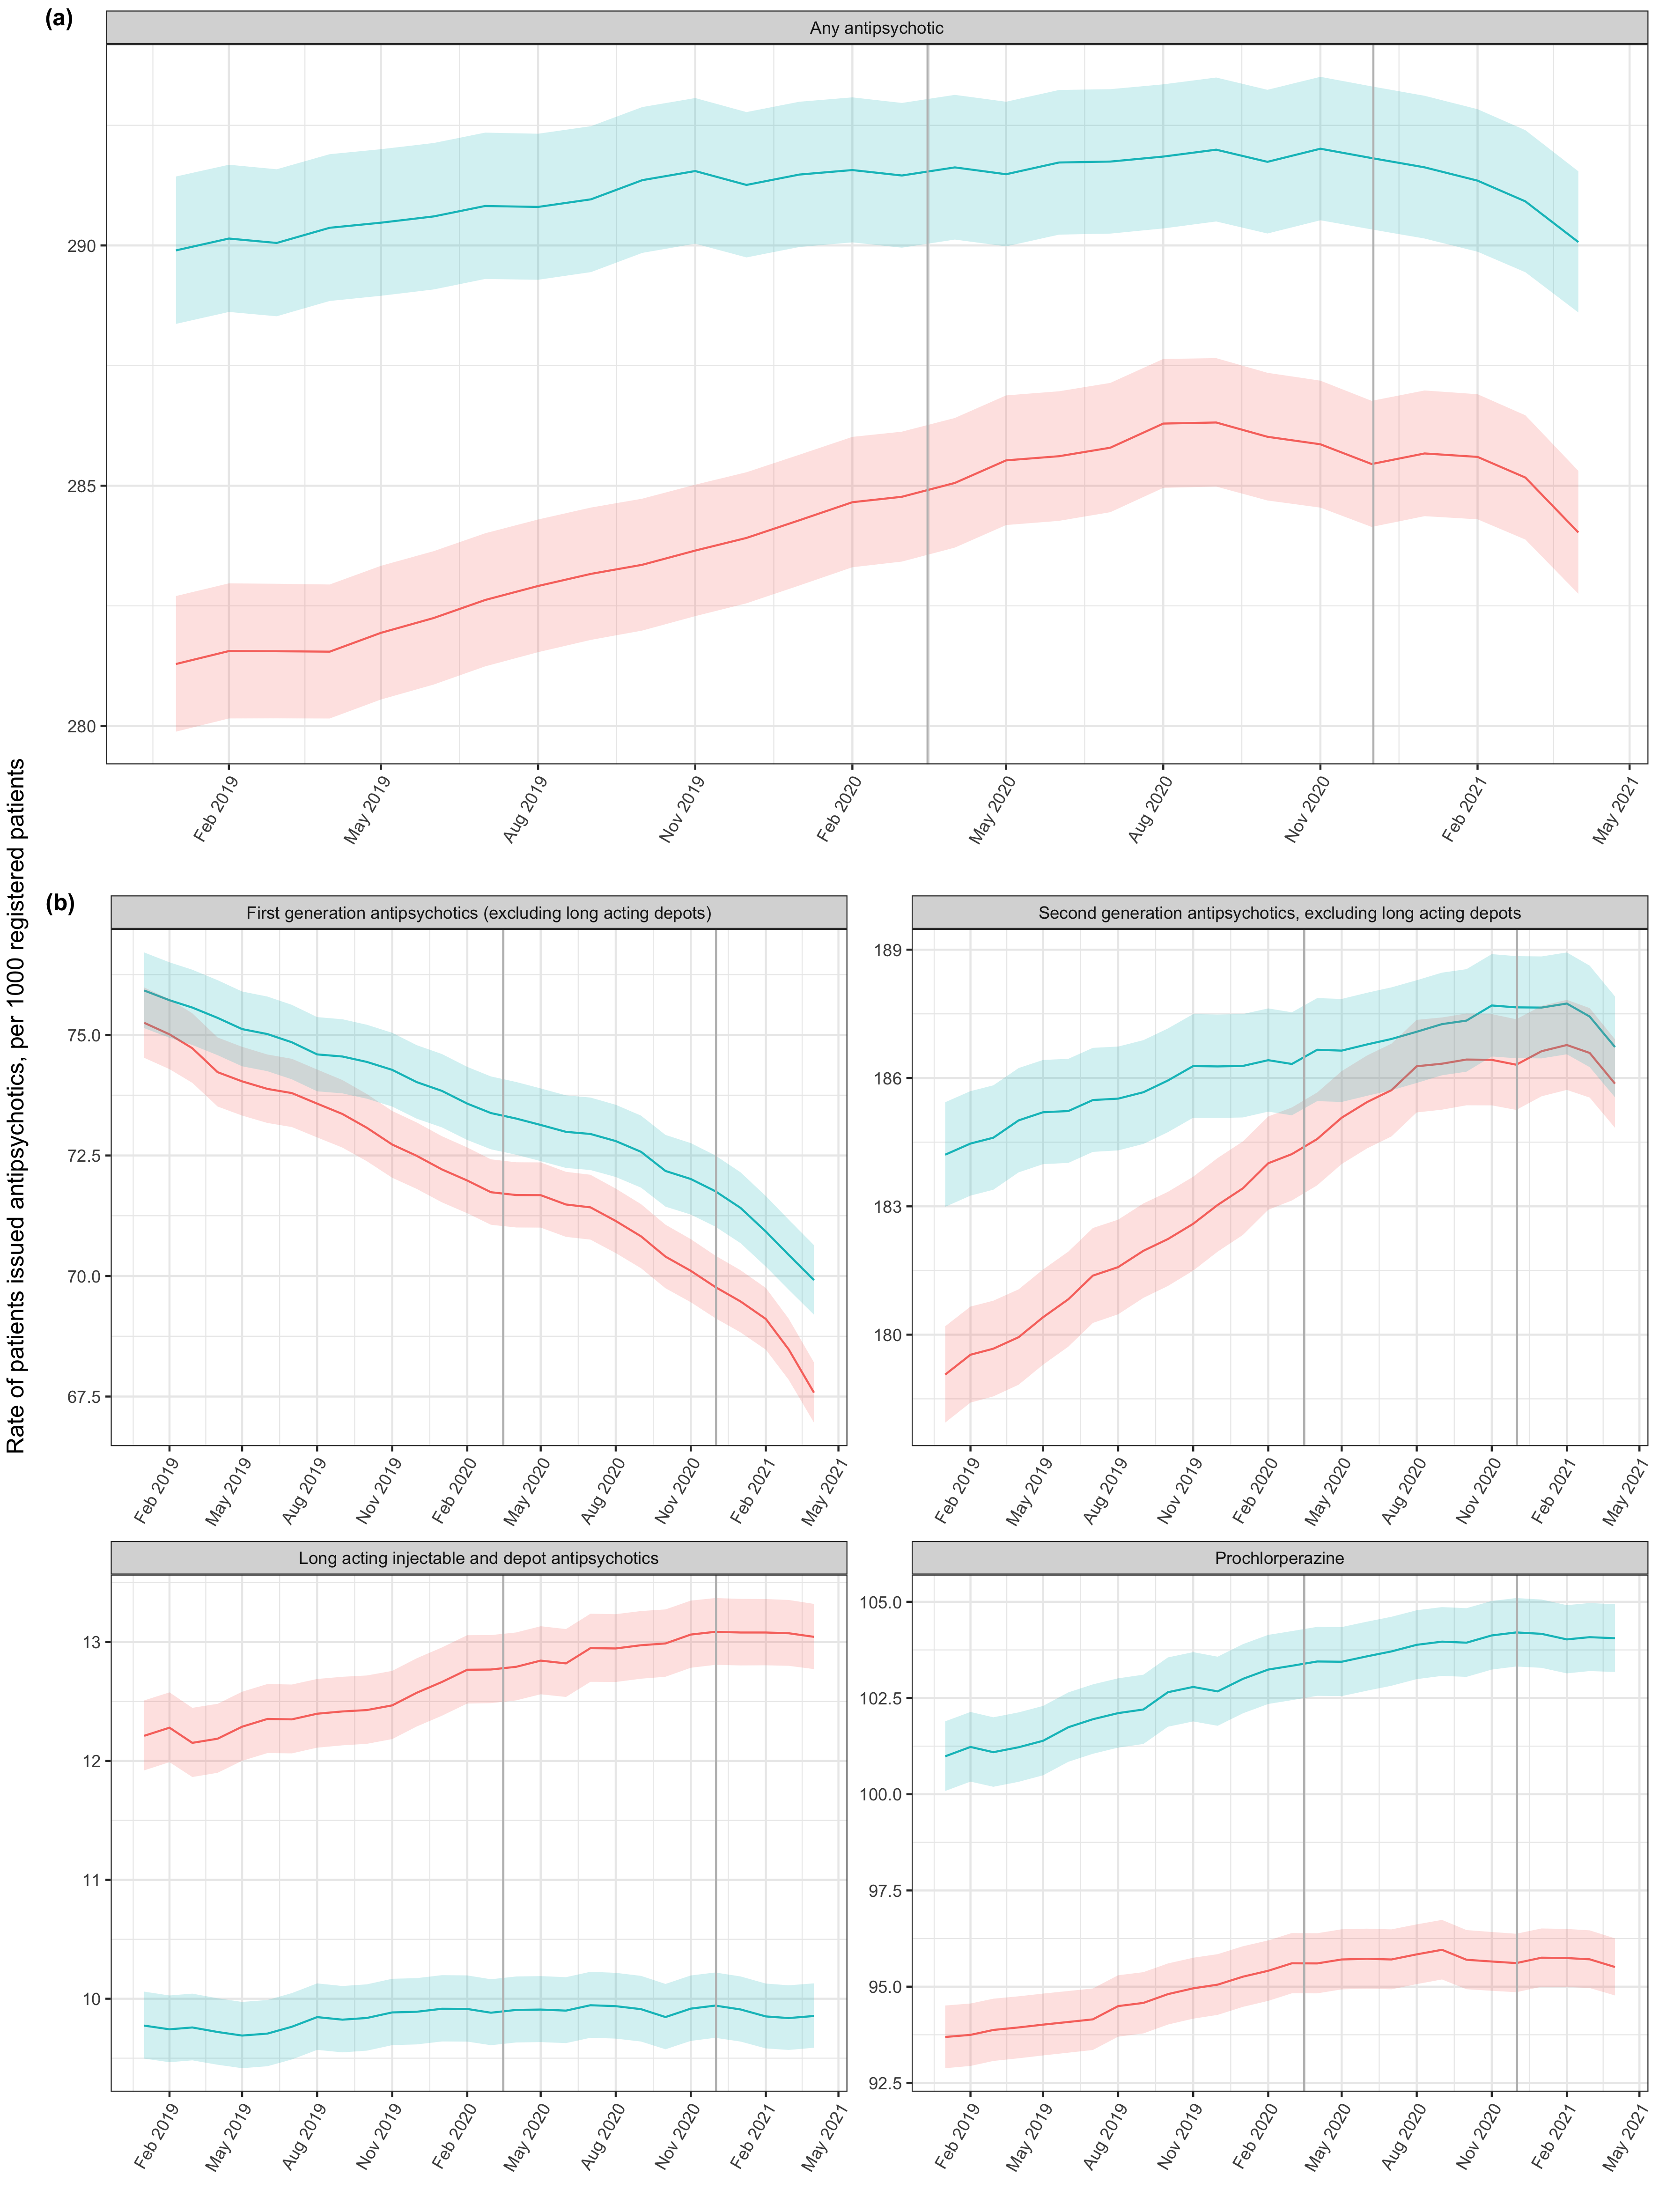 (a)
Any antipsychotic
290
285
280
Feb 2019
May 2019
Aug 2019
Nov 2019
Feb 2020
May 2020
Aug 2020
Nov 2020
Feb 2021
May 2021
Rate of patients issued antipsychotics, per 1000 registered patients
(b)
First generation antipsychotics (excluding long acting depots)
75.0
72.5
70.0
67.5
Feb 2019
May 2019
Aug 2019
Nov 2019
Feb 2020
May 2020
Aug 2020
Nov 2020
Feb 2021
May 2021
Second generation antipsychotics, excluding long acting depots
189
186
183
180
Feb 2019
May 2019
Aug 2019
Nov 2019
Feb 2020
May 2020
Aug 2020
Nov 2020
Feb 2021
May 2021
Long acting injectable and depot antipsychotics
13
12
11
10
Feb 2019
May 2019
Aug 2019
Nov 2019
Feb 2020
May 2020
Aug 2020
Nov 2020
Feb 2021
May 2021
Prochlorperazine
105.0
102.5
100.0
97.5
95.0
92.5
Feb 2019
May 2019
Aug 2019
Nov 2019
Feb 2020
May 2020
Aug 2020
Nov 2020
Feb 2021
May 2021